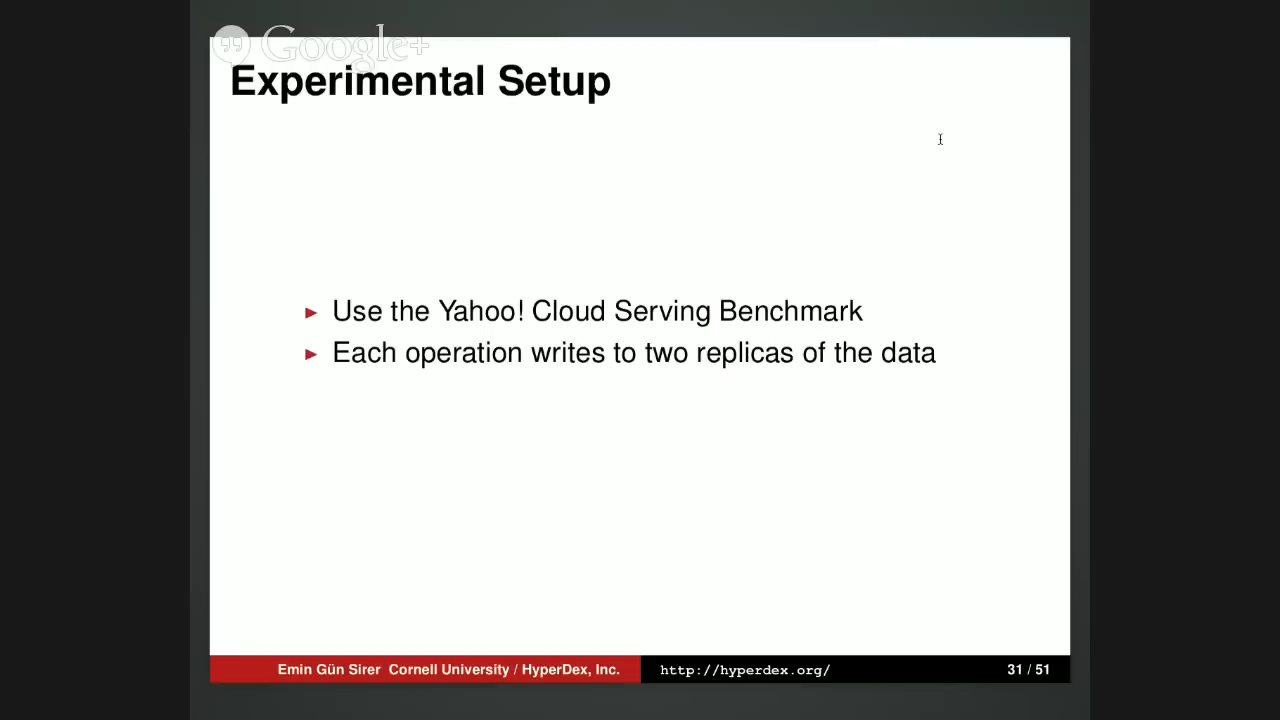 Google+
Experimental Setup
Use the Yahoo! Cloud Serving Benchmark
Each operation writes to two replicas of the data
Emin Gün Sirer Cornell University / HyperDex, Inc. http://hyperdex.org/ 31 / 51